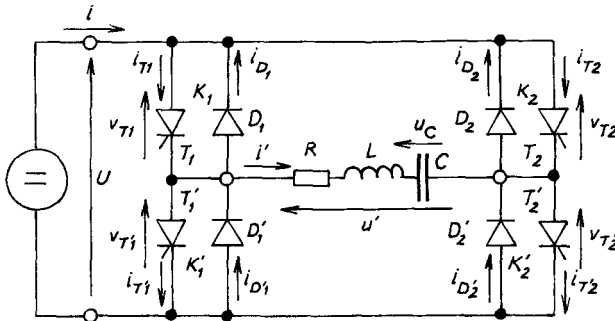 i
i_T1
i_D1
i_D2
i_T2
K1
K2
v_T1
D1
u_C
D2
v_T2
T1
i'
R
L
C
T2
=
U
T1'
T2'
u'
v_T1'
D1'
D2'
v_T2'
i_T1'
K1'
i_D1'
i_D2'
K2'
i_T2'